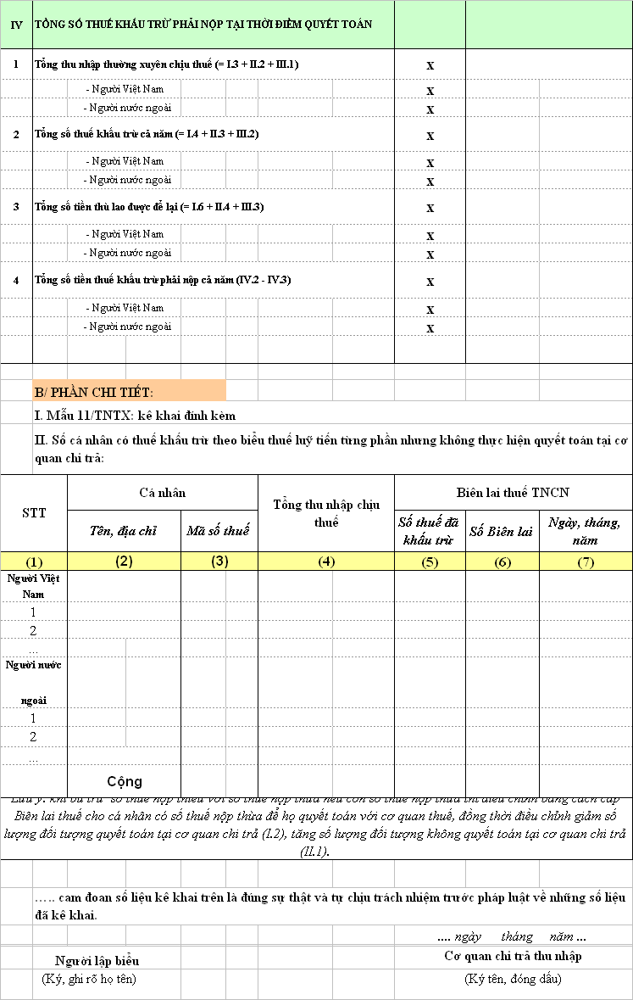 IV TỔNG SỐ THUẾ KHẤU TRỪ PHẢI NỘP TẠI THỜI ĐIỂM QUYẾT TOÁN
1 Tổng thu nhập thường xuyên chịu thuế (= I.3 + II.2 + III.1) X
- Người Việt Nam X
- Người nước ngoài X
2 Tổng số thuế khấu trừ cả năm (= I.4 + II.3 + III.2) X
- Người Việt Nam X
- Người nước ngoài X
3 Tổng số tiền thù lao được để lại (= I.6 + II.4 + III.3) X
- Người Việt Nam X
- Người nước ngoài X
4 Tổng số tiền thuế khấu trừ phải nộp cả năm (IV.2 - IV.3) X
- Người Việt Nam X
- Người nước ngoài X
B/ PHẦN CHI TIẾT:
I. Mẫu 11/TNTX: kê khai đính kèm
II. Số cá nhân có thuế khấu trừ theo biểu thuế luỹ tiến từng phần nhưng không thực hiện quyết toán tại cơ
quan chi trả:
STT Cá nhân Tổng thu nhập chịu thuế Biên lai thuế TNCN
Tên, địa chỉ Mã số thuế Số thuế đã khấu trừ Số Biên lai Ngày, tháng, năm
(1) (2) (3) (4) (5) (6) (7)
Người Việt
Nam
1
2
...
Người nước
ngoài
1
2
...
Cộng
Lưu ý: khi bù trừ số thuế nộp thiếu với số thuế nộp thừa nếu còn số thuế nộp thừa thì điều chỉnh bằng cách cấp
Biên lai thuế cho cá nhân có số thuế nộp thừa để họ quyết toán với cơ quan thuế, đồng thời điều chỉnh giảm số
lượng đối tượng quyết toán tại cơ quan chi trả (I.2), tăng số lượng đối tượng không quyết toán tại cơ quan chi trả
(II.1).
..... cam đoan số liệu kê khai trên là đúng sự thật và tự chịu trách nhiệm trước pháp luật về những số liệu
đã kê khai.
.... ngày tháng năm ...
Người lập biểu Cơ quan chi trả thu nhập
(Ký, ghi rõ họ tên) (Ký tên, đóng dấu)